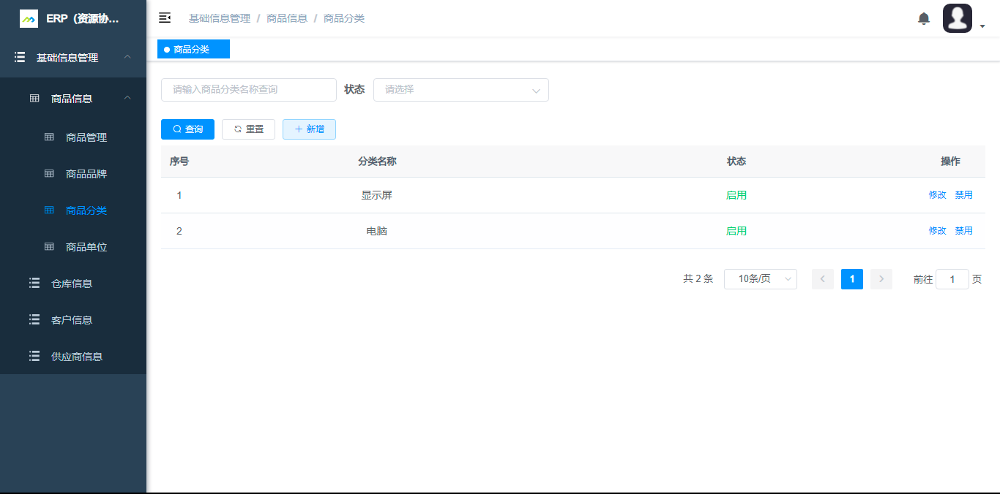 ERP（资源协...
基础信息管理
商品信息
商品管理
商品品牌
商品分类
商品单位
仓库信息
客户信息
供应商信息
基础信息管理 / 商品信息 / 商品分类
商品分类
请输入商品分类名称查询 状态 请选择
查询 重置 新增
序号 分类名称 状态 操作
1 显示屏 启用 修改 禁用
2 电脑 启用 修改 禁用
共 2 条 10条/页 1 前往 1 页